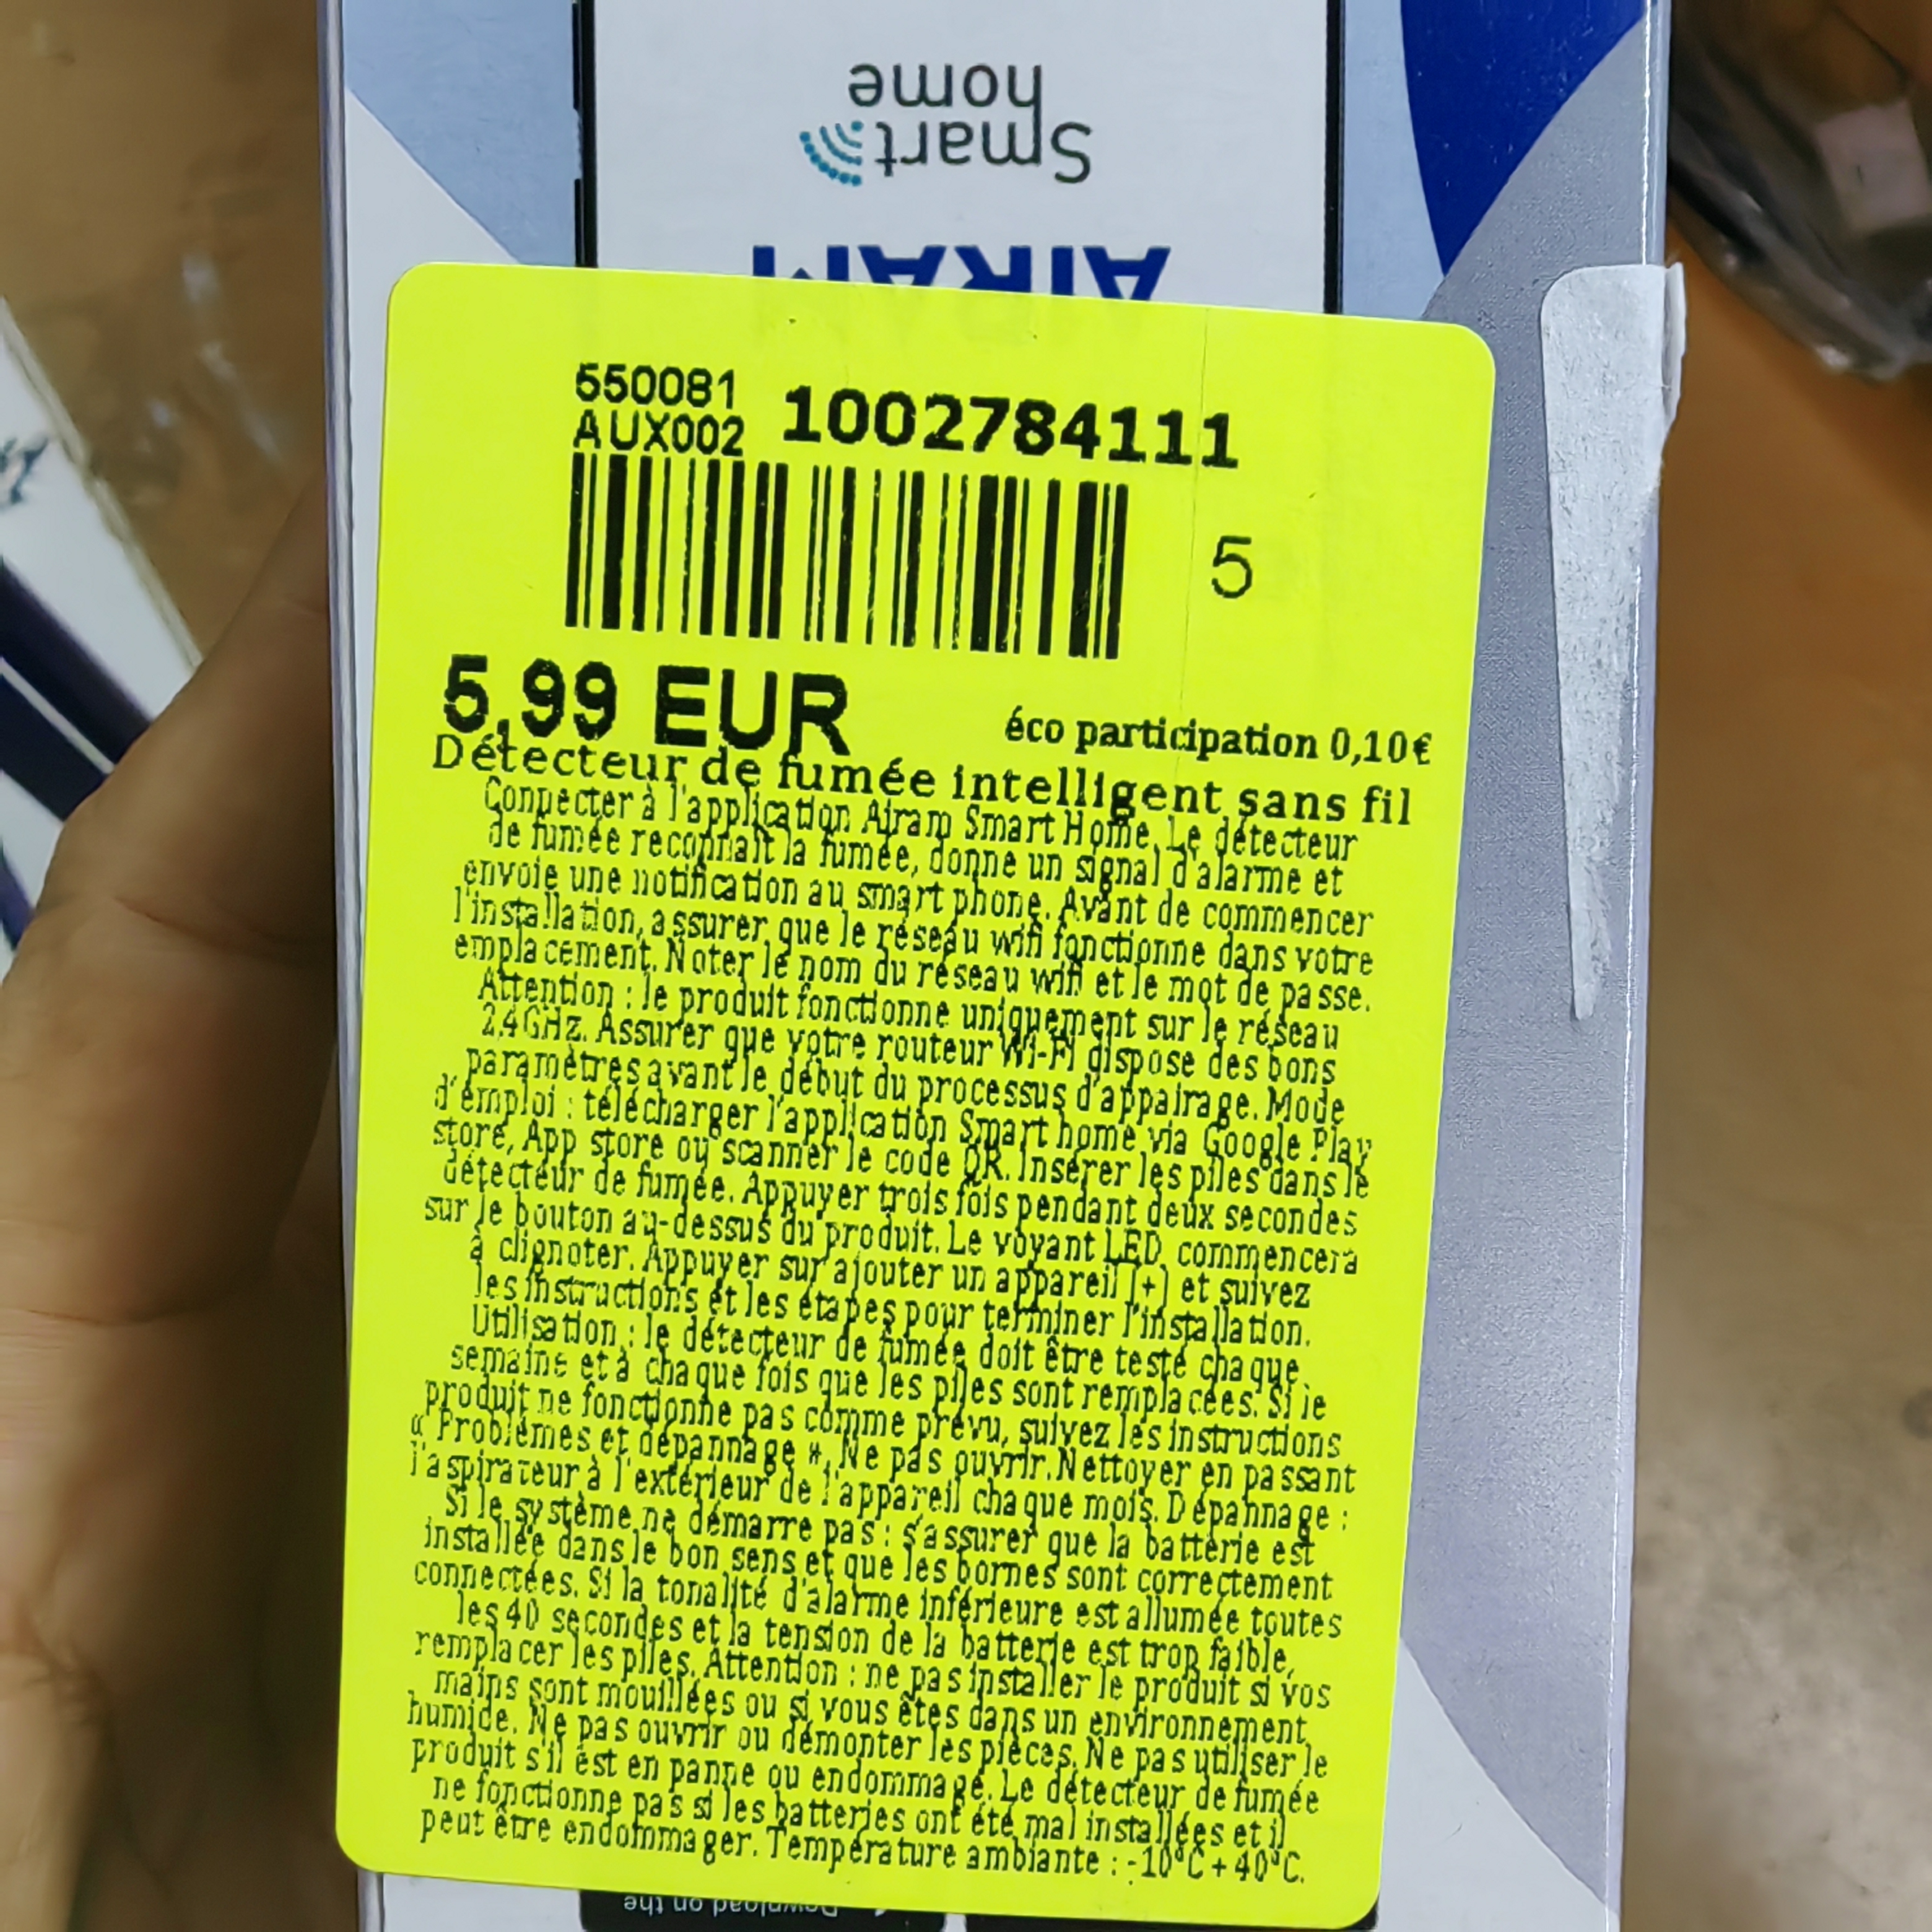 Smart
home
AIRAM
550081
AUX002
1002784111
5
5,99 EUR
éco participation 0,10€
Détecteur de fumée intelligent sans fil
Connecter à l'application Airam Smart Home. Le détecteur
de fumée reconnaît la fumée, donne un signal d'alarme et
envoie une notification au smart phone. Avant de commencer
l'installation, assurer que le réseau wifi fonctionne dans votre
emplacement. Noter le nom du réseau wifi et le mot de passe.
Attention : le produit fonctionne uniquement sur le réseau
2,4GHz. Assurer que votre routeur Wi-Fi dispose des bons
paramètres avant le début du processus d'appairage. Mode
d'emploi : télécharger l'application Smart home via Google Play
store, App store ou scanner le code QR. Insérer les piles dans le
détecteur de fumée. Appuyer trois fois pendant deux secondes
sur le bouton au-dessus du produit. Le voyant LED commencera
à clignoter. Appuyer sur ajouter un appareil [+] et suivez
les instructions et les étapes pour terminer l'installation.
Utilisation : le détecteur de fumée doit être testé chaque
semaine et à chaque fois que les piles sont remplacées. Si le
produit ne fonctionne pas comme prévu, suivez les instructions
« Problèmes et dépannage ». Ne pas ouvrir. Nettoyer en passant
l'aspirateur à l'extérieur de l'appareil chaque mois. Dépannage :
Si le système ne démarre pas : s'assurer que la batterie est
installée dans le bon sens et que les bornes sont correctement
connectées. Si la tonalité d'alarme inférieure est allumée toutes
les 40 secondes et la tension de la batterie est trop faible,
remplacer les piles. Attention : ne pas installer le produit si vos
mains sont mouillées ou si vous êtes dans un environnement
humide. Ne pas ouvrir ou démonter les pièces. Ne pas utiliser le
produit s'il est en panne ou endommagé. Le détecteur de fumée
ne fonctionne pas si les batteries ont été mal installées et il
peut être endommager. Température ambiante : -10°C + 40°C.
Download on the